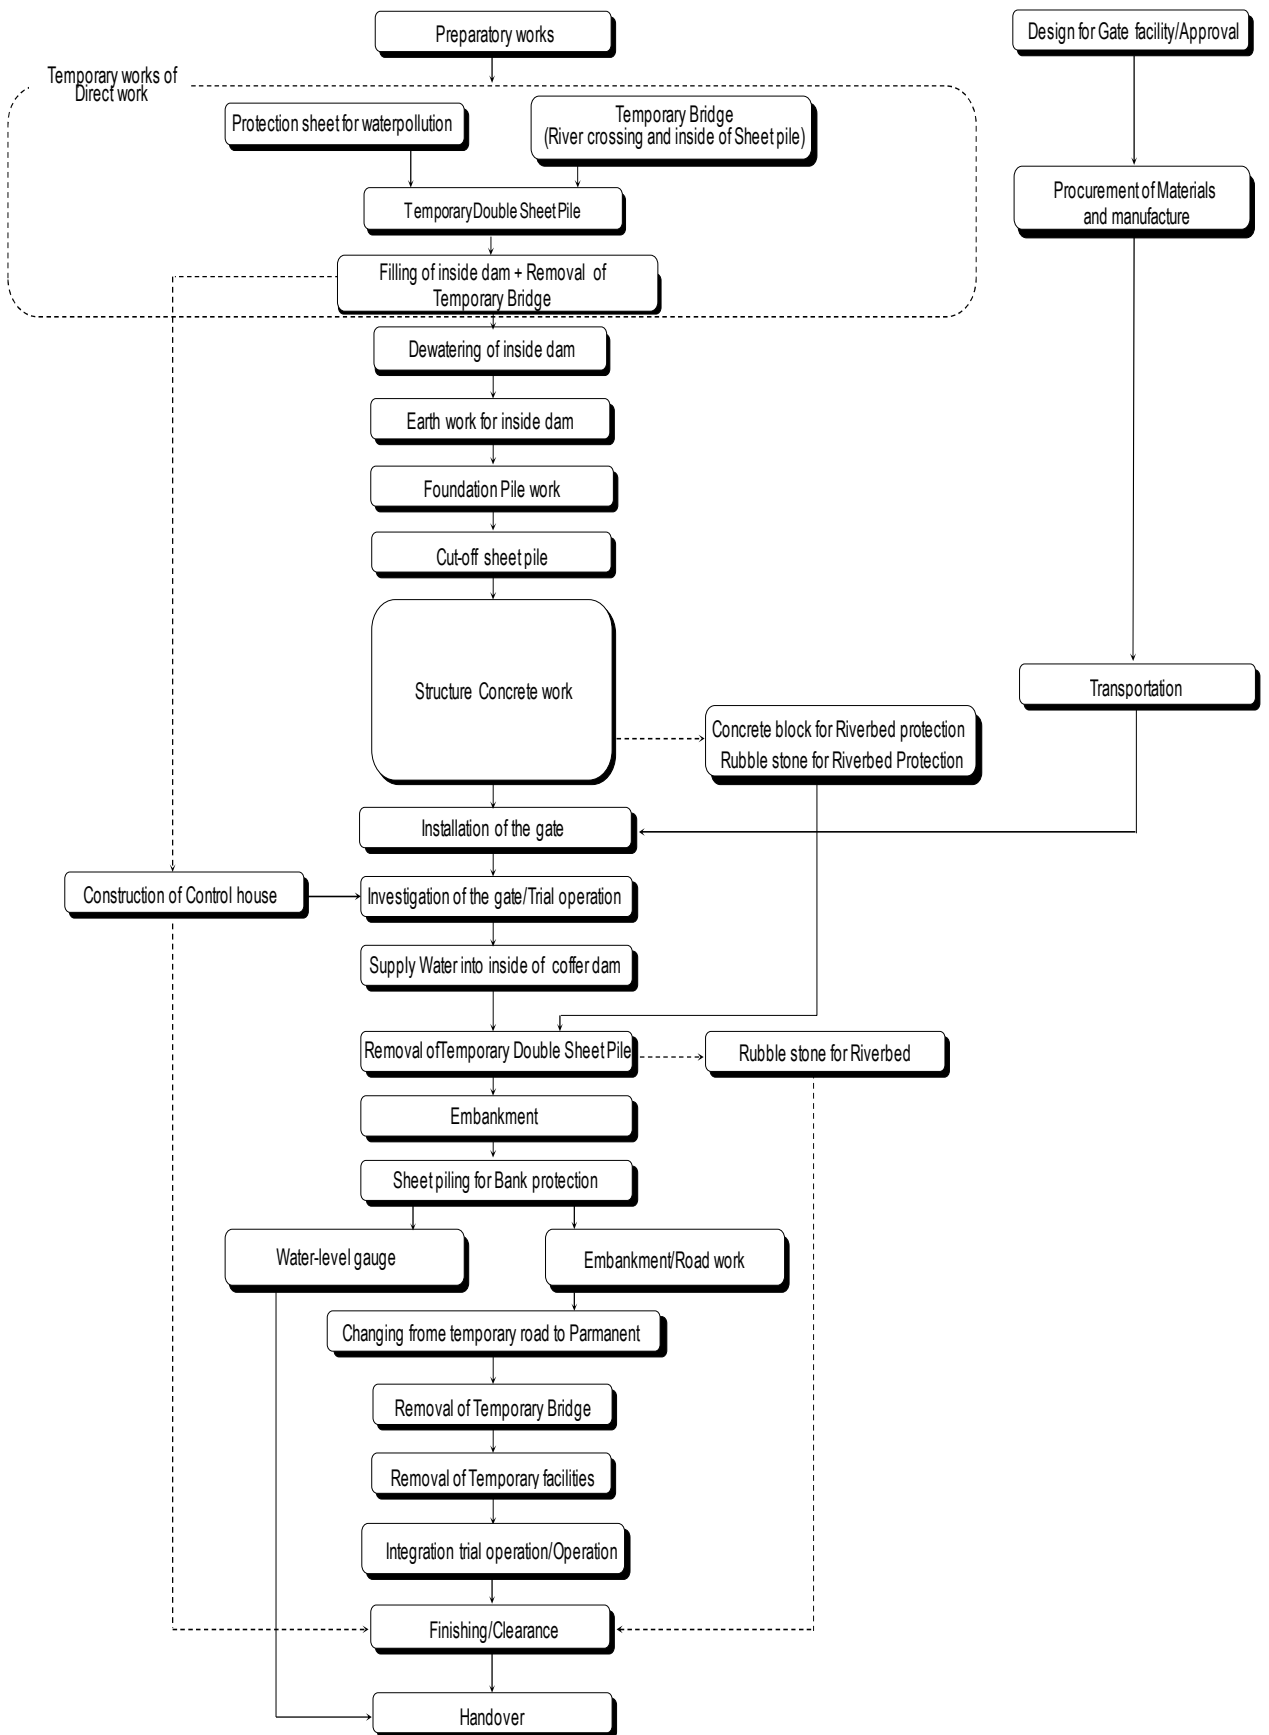 Preparatory works
Design for Gate facility/Approval
Temporary works of
Direct work
Protection sheet for waterpollution
Temporary Bridge
(River crossing and inside of Sheet pile)
Temporary Double Sheet Pile
Procurement of Materials
and manufacture
Filling of inside dam + Removal of
Temporary Bridge
Dewatering of inside dam
Earth work for inside dam
Foundation Pile work
Cut-off sheet pile
Structure Concrete work
Transportation
Concrete block for Riverbed protection
Rubble stone for Riverbed Protection
Installation of the gate
Construction of Control house
Investigation of the gate/Trial operation
Supply Water into inside of coffer dam
Removal ofTemporary Double Sheet Pile
Rubble stone for Riverbed
Embankment
Sheet piling for Bank protection
Water-level gauge
Embankment/Road work
Changing frome temporary road to Parmanent
Removal of Temporary Bridge
Removal of Temporary facilities
Integration trial operation/Operation
Finishing/Clearance
Handover